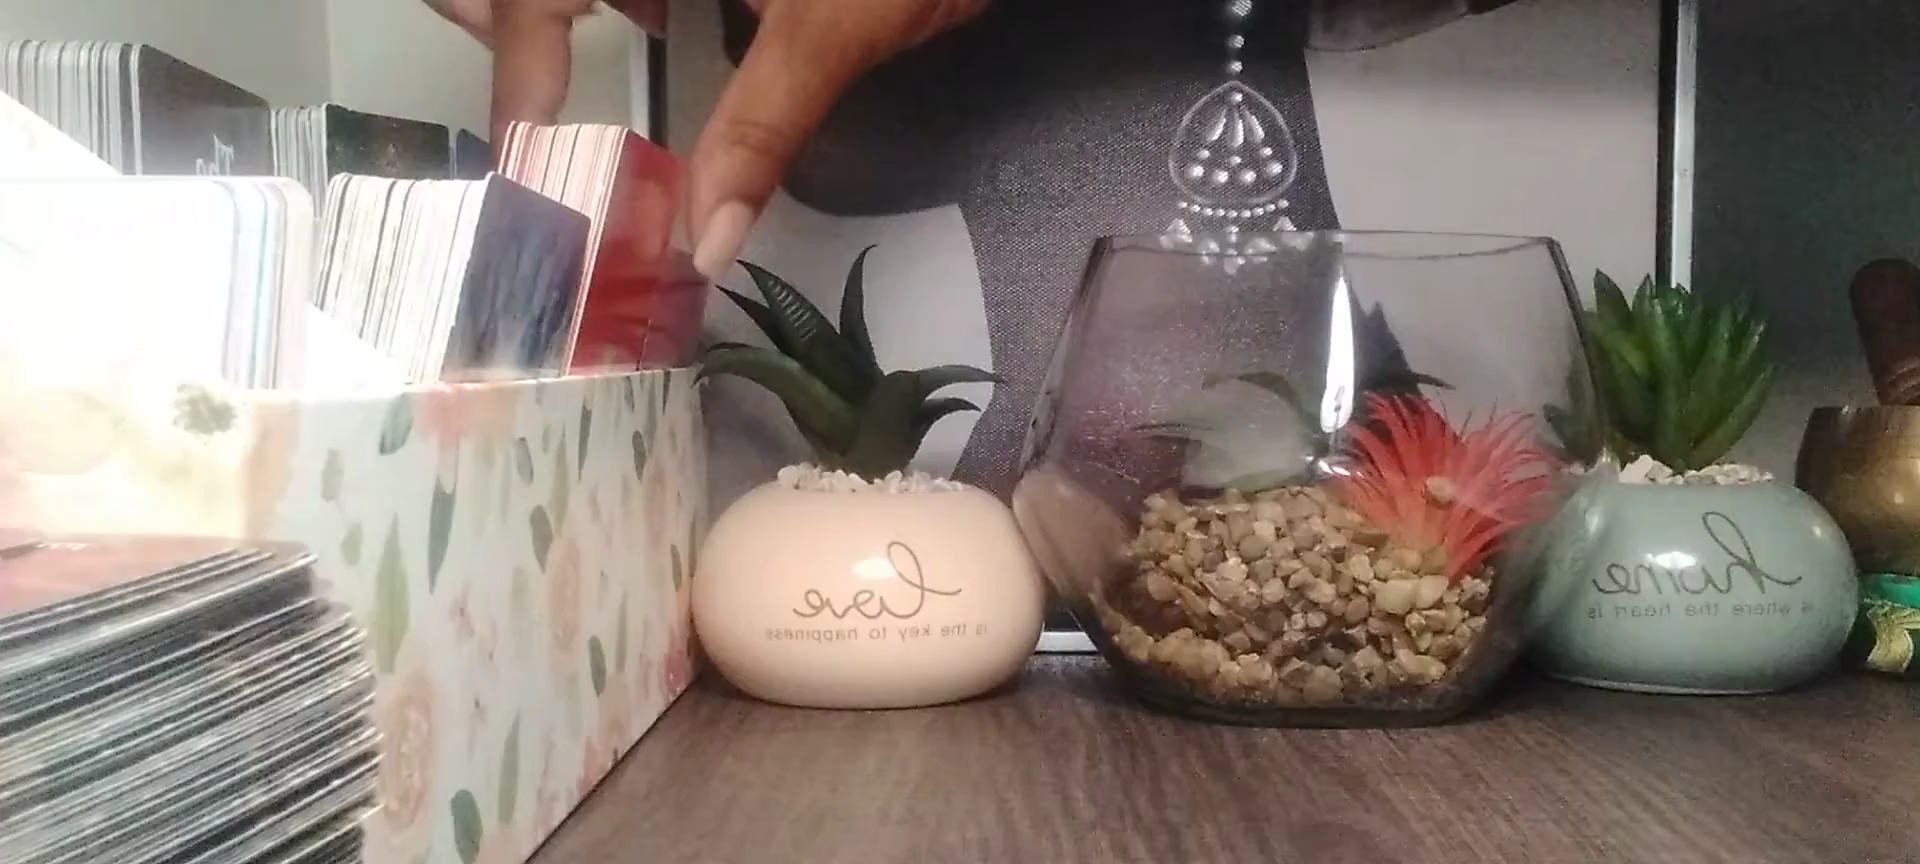 love
is the key to happiness
home
is where the heart is